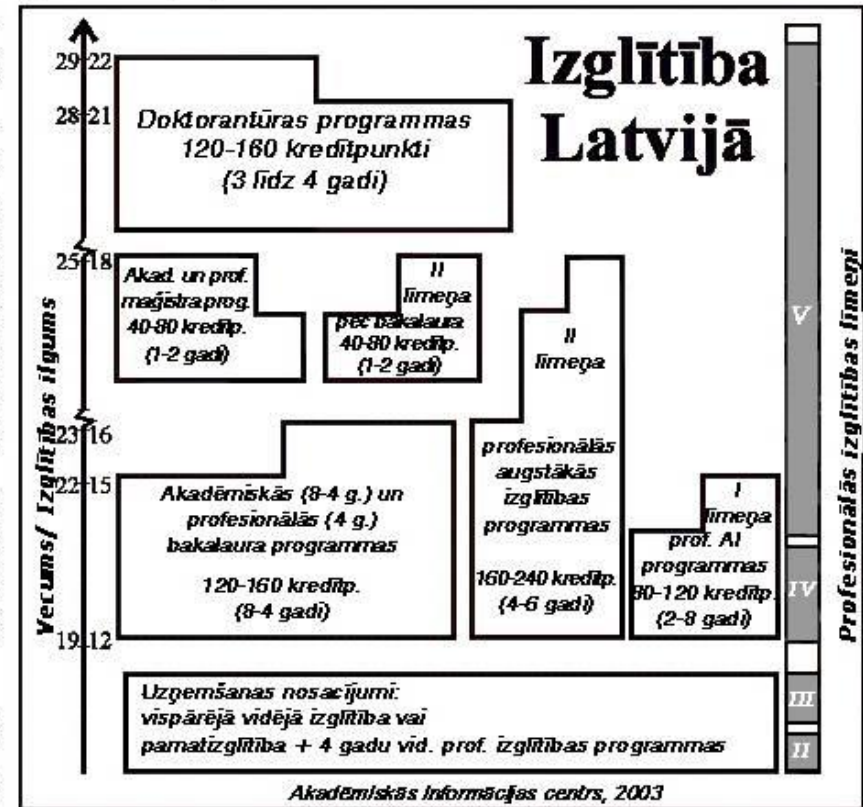 Izglītība
Latvijā
29 22
28 21
Doktorantūras programmas
120-160 kredītpunkti
(3 līdz 4 gadi)
25 18
Akad. un prof.
maģistra prog.
40-80 kredītp.
(1-2 gadi)
II
līmeņa
pēc bakalaura
40-80 kredītp.
(1-2 gadi)
II
līmeņa
profesionālās
augstākās
izglītības
programmas
160-240 kredītp.
(4-6 gadi)
23 16
22 15
Akadēmiskās (8-4 g.) un
profesionālās (4 g.)
bakalaura programmas
120-160 kredītp.
(8-4 gadi)
I
līmeņa
prof. AI
programmas
80-120 kredītp.
(2-8 gadi)
19 12
Uzņemšanas nosacījumi:
vispārējā vidējā izglītība vai
pamatizglītība + 4 gadu vid. prof. izglītības programmas
Vecums/ Izglītības ilgums
Profesionālās izglītības līmeņi
V
IV
III
II
Akadēmiskās Informācijas centrs, 2003